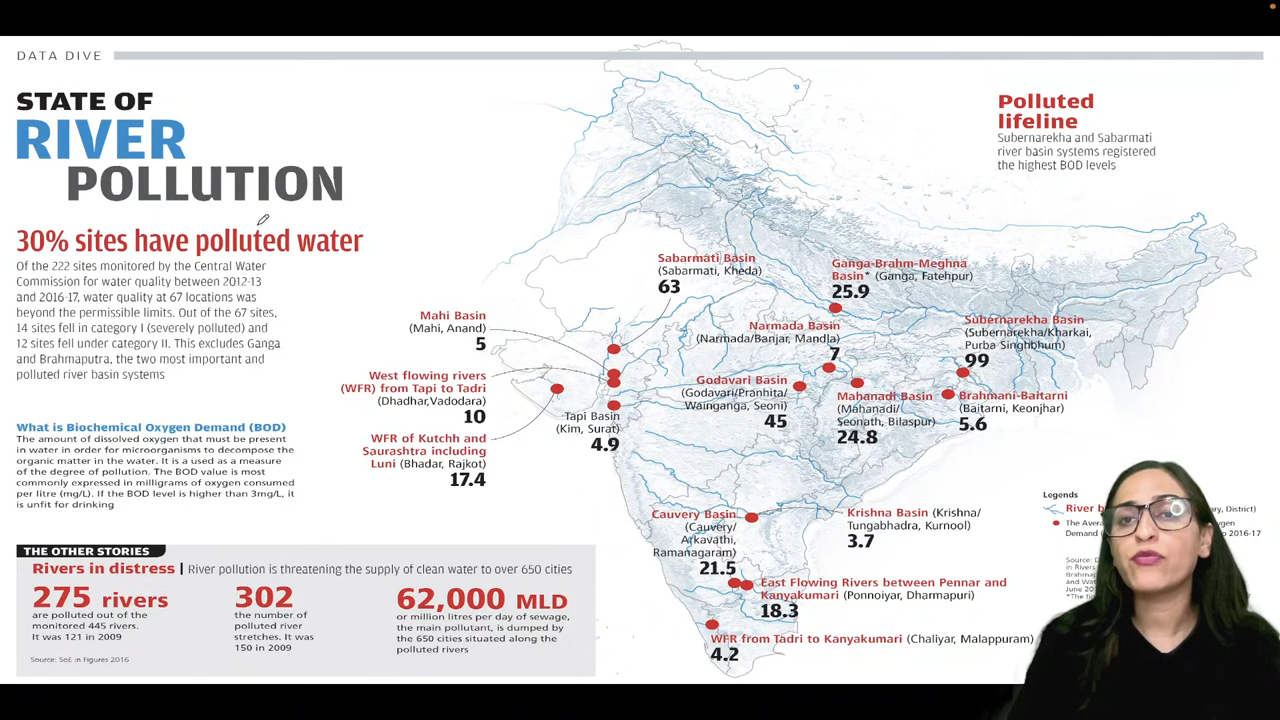 DATA DIVE
STATE OF
RIVER
POLLUTION
30% sites have polluted water
Of the 222 sites monitored by the Central Water
Commission for water quality between 2012-13
and 2016-17, water quality at 67 locations was
beyond the permissible limits. Out of the 67 sites,
14 sites fell in category I (severely polluted) and
12 sites fell under category II. This excludes Ganga
and Brahmaputra, the two most important and
polluted river basin systems
What is Biochemical Oxygen Demand (BOD)
The amount of dissolved oxygen that must be present
in water in order for microorganisms to decompose the
organic matter in the water. It is used as a measure
of the degree of pollution. The BOD value is most
commonly expressed in milligrams of oxygen consumed
per litre (mg/L). If the BOD level is higher than 3mg/L, it
is unfit for drinking
Polluted
lifeline
Subernarekha and Sabarmati
river basin systems registered
the highest BOD levels
Sabarmati Basin
(Sabarmati, Kheda)
63
Ganga-Brahm-Meghna
Basin* (Ganga, Fatehpur)
25.9
Mahi Basin
(Mahi, Anand)
5
Narmada Basin
(Narmada/Banjar, Mandla)
7
Subernarekha Basin
(Subernarekha/Kharkai,
Purba Singhbhum)
99
West flowing rivers
(WFR) from Tapi to Tadri
(Dhadhar,Vadodara)
10
Godavari Basin
(Godavari/Pranhita/
Wainganga, Seoni)
45
Mahanadi Basin
(Mahanadi/
Seonath, Bilaspur)
24.8
Brahmani-Baitarni
(Baitarni, Keonjhar)
5.6
Tapi Basin
(Kim, Surat)
4.9
WFR of Kutchh and
Saurashtra including
Luni (Bhadar, Rajkot)
17.4
Cauvery Basin
(Cauvery/
Arkavathi,
Ramanagaram)
21.5
Krishna Basin (Krishna/
Tungabhadra, Kurnool)
3.7
East Flowing Rivers between Pennar and
Kanyakumari (Ponnoiyar, Dharmapuri)
18.3
WFR from Tadri to Kanyakumari (Chaliyar, Malappuram)
4.2
Legends
River
District)
The
Demand
2016-17
Source:
in Rivers
and
June
THE OTHER STORIES
Rivers in distress | River pollution is threatening the supply of clean water to over 650 cities
275 rivers
are polluted out of the
monitored 445 rivers.
It was 121 in 2009
302
the number of
polluted river
stretches. It was
150 in 2009
62,000 MLD
or million litres per day of sewage,
the main pollutant, is dumped by
the 650 cities situated along the
polluted rivers
Source: SoE in Figures 2016